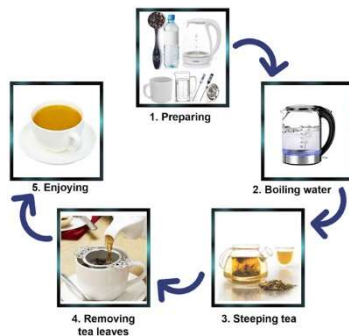 1. Preparing
2. Boiling water
3. Steeping tea
4. Removing
tea leaves
5. Enjoying